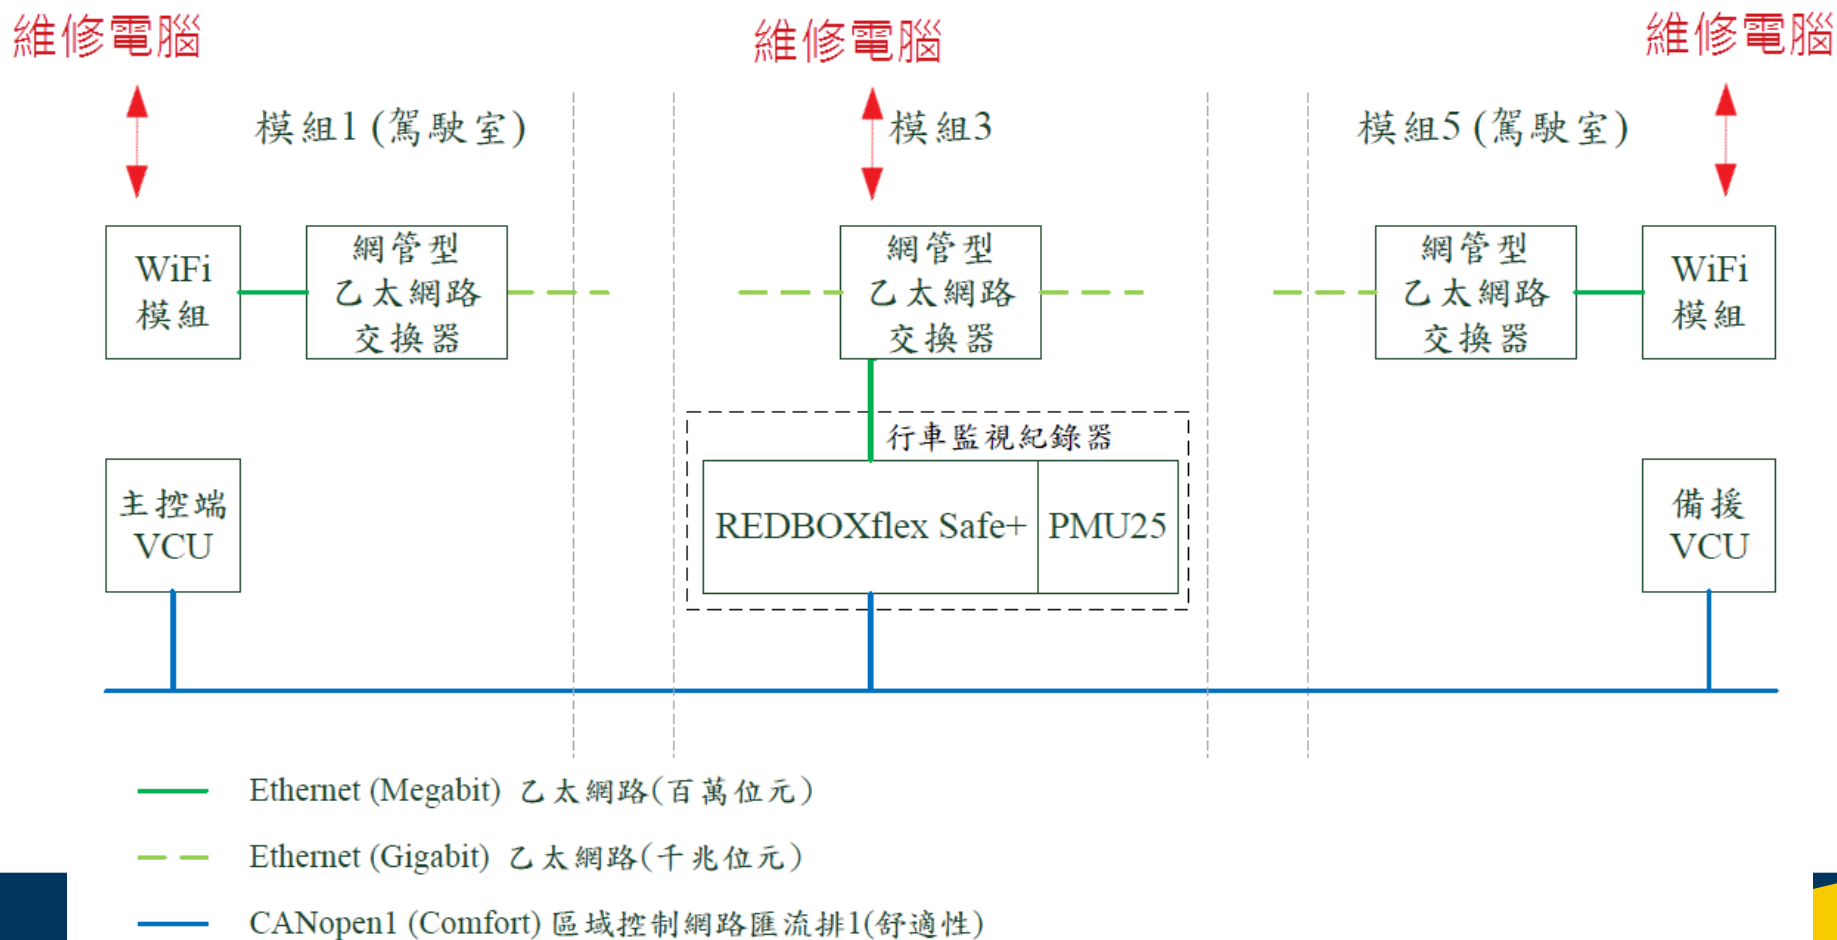 維修電腦
維修電腦
維修電腦
模組1 (駕駛室)
模組3
模組5 (駕駛室)
WiFi
模組
網管型
乙太網路
交換器
網管型
乙太網路
交換器
網管型
乙太網路
交換器
WiFi
模組
行車監視紀錄器
主控端
VCU
REDBOXflex Safe+
PMU25
備援
VCU
Ethernet (Megabit) 乙太網路(百萬位元)
Ethernet (Gigabit) 乙太網路(千兆位元)
CANopen1 (Comfort) 區域控制網路匯流排1(舒適性)